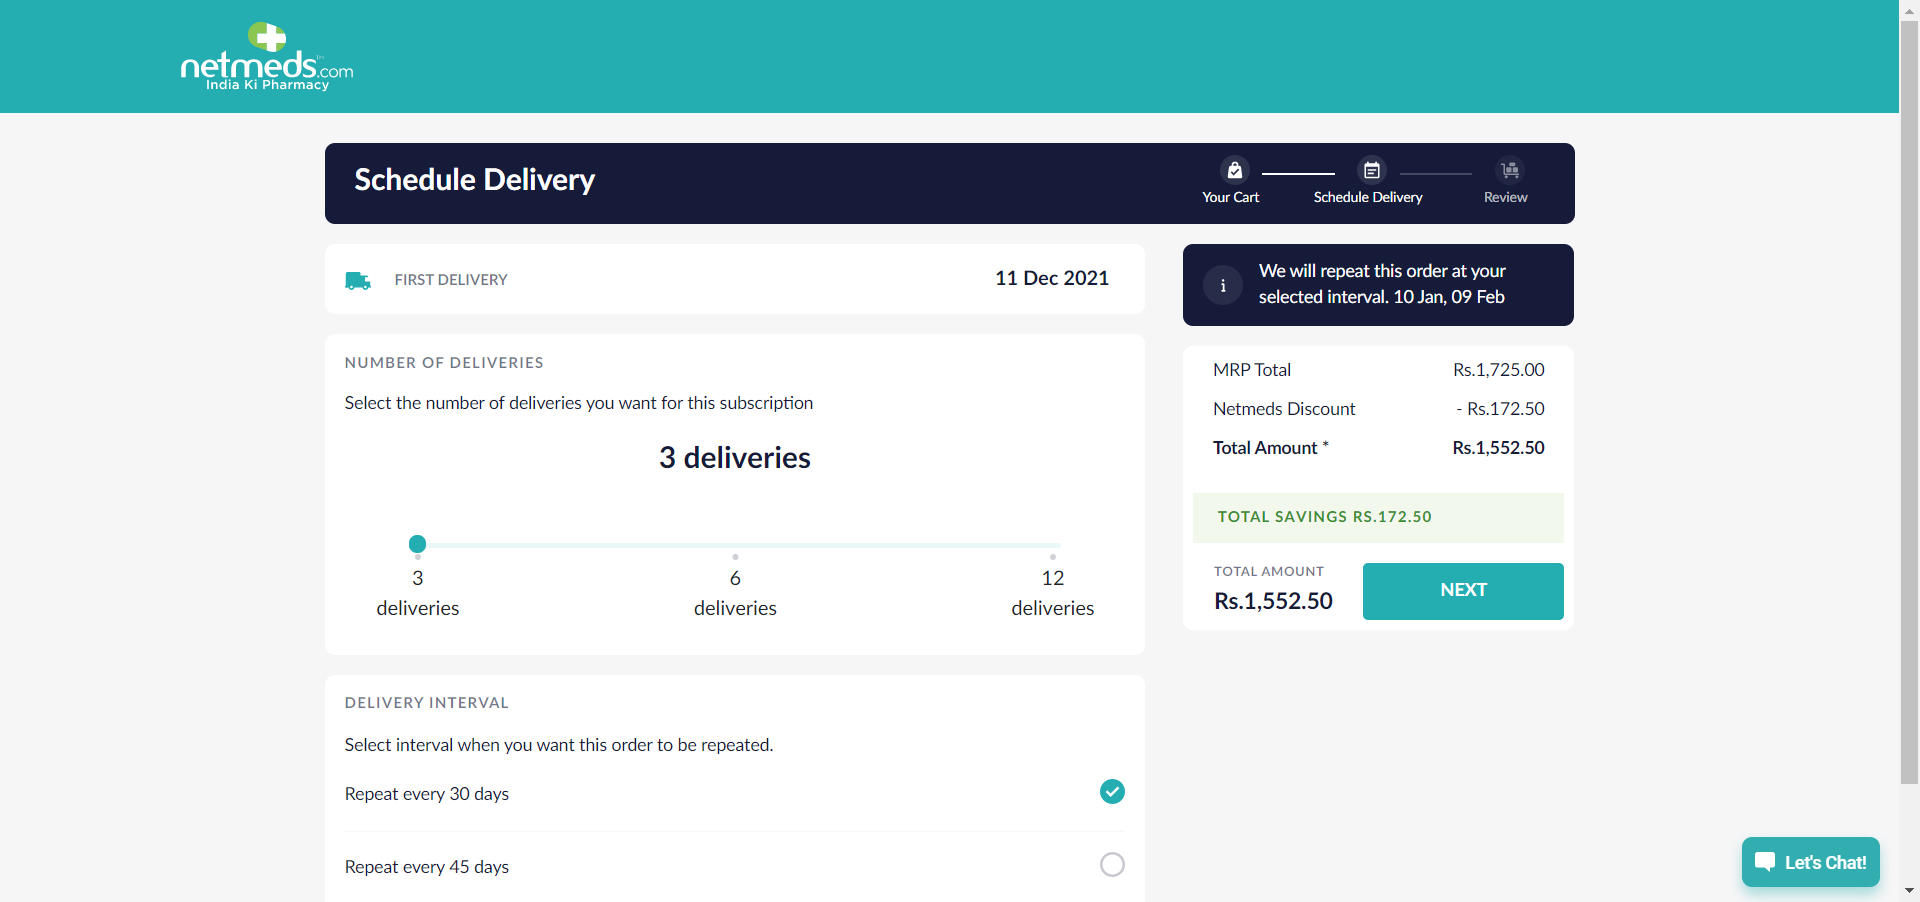 netmeds.com
India Ki Pharmacy
Schedule Delivery
Your Cart
Schedule Delivery
Review
FIRST DELIVERY
11 Dec 2021
We will repeat this order at your
selected interval. 10 Jan, 09 Feb
NUMBER OF DELIVERIES
Select the number of deliveries you want for this subscription
3 deliveries
3
deliveries
6
deliveries
12
deliveries
MRP Total Rs.1,725.00
Netmeds Discount - Rs.172.50
Total Amount * Rs.1,552.50
TOTAL SAVINGS RS.172.50
TOTAL AMOUNT
Rs.1,552.50
NEXT
DELIVERY INTERVAL
Select interval when you want this order to be repeated.
Repeat every 30 days
Repeat every 45 days
Let's Chat!